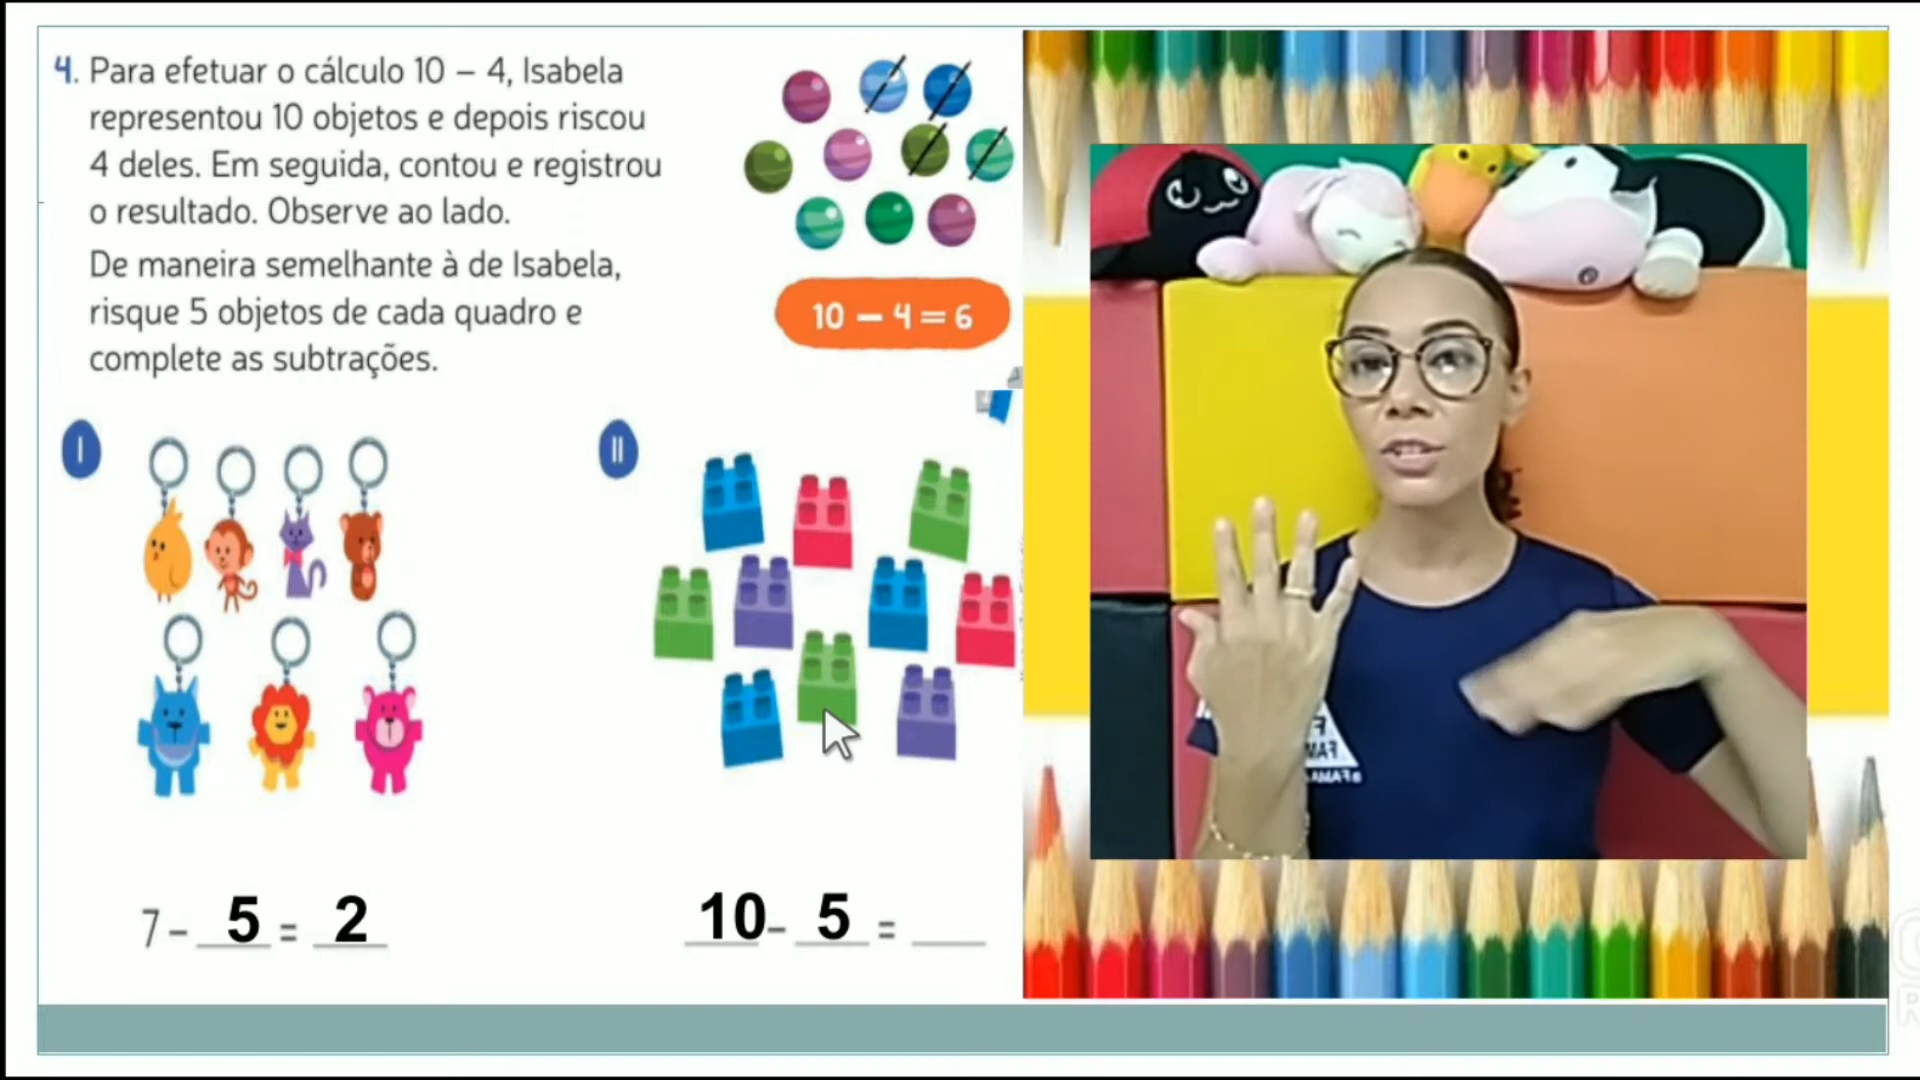 4. Para efetuar o cálculo 10 – 4, Isabela
representou 10 objetos e depois riscou
4 deles. Em seguida, contou e registrou
o resultado. Observe ao lado.
De maneira semelhante à de Isabela,
risque 5 objetos de cada quadro e
complete as subtrações.
10 – 4 = 6
I
II
7 - 5 = 2
10 - 5 =